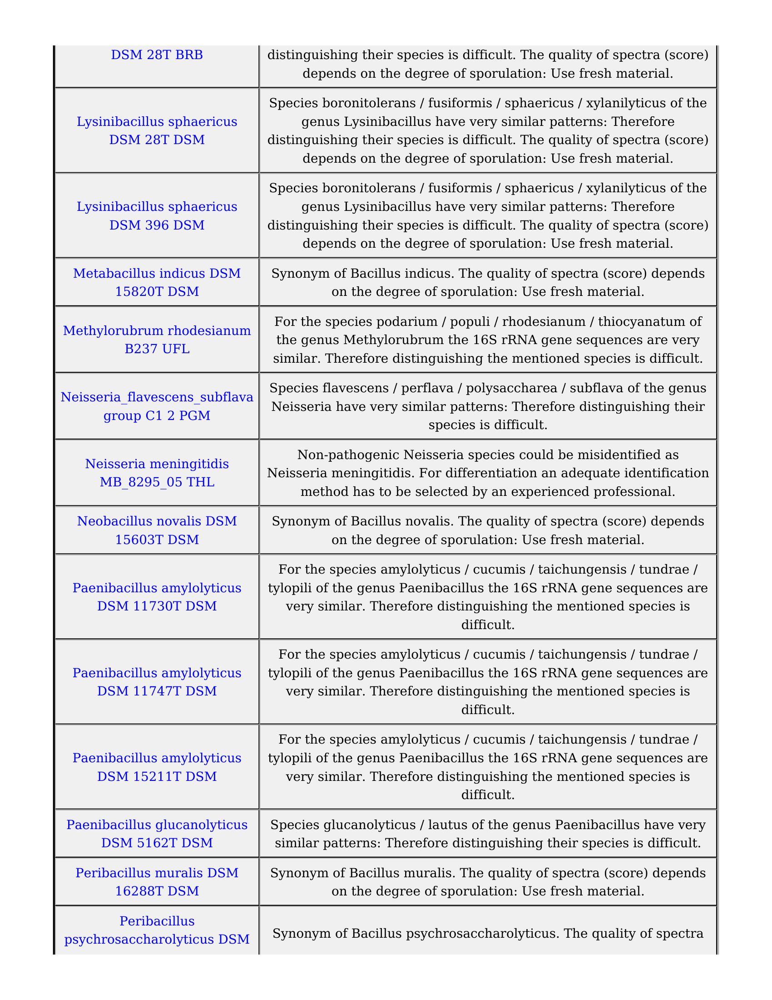 DSM 28T BRB
distinguishing their species is difficult. The quality of spectra (score)
depends on the degree of sporulation: Use fresh material.
Lysinibacillus sphaericus
DSM 28T DSM
Species boronitolerans / fusiformis / sphaericus / xylanilyticus of the
genus Lysinibacillus have very similar patterns: Therefore
distinguishing their species is difficult. The quality of spectra (score)
depends on the degree of sporulation: Use fresh material.
Lysinibacillus sphaericus
DSM 396 DSM
Species boronitolerans / fusiformis / sphaericus / xylanilyticus of the
genus Lysinibacillus have very similar patterns: Therefore
distinguishing their species is difficult. The quality of spectra (score)
depends on the degree of sporulation: Use fresh material.
Metabacillus indicus DSM
15820T DSM
Synonym of Bacillus indicus. The quality of spectra (score) depends
on the degree of sporulation: Use fresh material.
Methylorubrum rhodesianum
B237 UFL
For the species podarium / populi / rhodesianum / thiocyanatum of
the genus Methylorubrum the 16S rRNA gene sequences are very
similar. Therefore distinguishing the mentioned species is difficult.
Neisseria_flavescens_subflava
group C1 2 PGM
Species flavescens / perflava / polysaccharea / subflava of the genus
Neisseria have very similar patterns: Therefore distinguishing their
species is difficult.
Neisseria meningitidis
MB_8295_05 THL
Non-pathogenic Neisseria species could be misidentified as
Neisseria meningitidis. For differentiation an adequate identification
method has to be selected by an experienced professional.
Neobacillus novalis DSM
15603T DSM
Synonym of Bacillus novalis. The quality of spectra (score) depends
on the degree of sporulation: Use fresh material.
Paenibacillus amylolyticus
DSM 11730T DSM
For the species amylolyticus / cucumis / taichungensis / tundrae /
tylopili of the genus Paenibacillus the 16S rRNA gene sequences are
very similar. Therefore distinguishing the mentioned species is
difficult.
Paenibacillus amylolyticus
DSM 11747T DSM
For the species amylolyticus / cucumis / taichungensis / tundrae /
tylopili of the genus Paenibacillus the 16S rRNA gene sequences are
very similar. Therefore distinguishing the mentioned species is
difficult.
Paenibacillus amylolyticus
DSM 15211T DSM
For the species amylolyticus / cucumis / taichungensis / tundrae /
tylopili of the genus Paenibacillus the 16S rRNA gene sequences are
very similar. Therefore distinguishing the mentioned species is
difficult.
Paenibacillus glucanolyticus
DSM 5162T DSM
Species glucanolyticus / lautus of the genus Paenibacillus have very
similar patterns: Therefore distinguishing their species is difficult.
Peribacillus muralis DSM
16288T DSM
Synonym of Bacillus muralis. The quality of spectra (score) depends
on the degree of sporulation: Use fresh material.
Peribacillus
psychrosaccharolyticus DSM
Synonym of Bacillus psychrosaccharolyticus. The quality of spectra